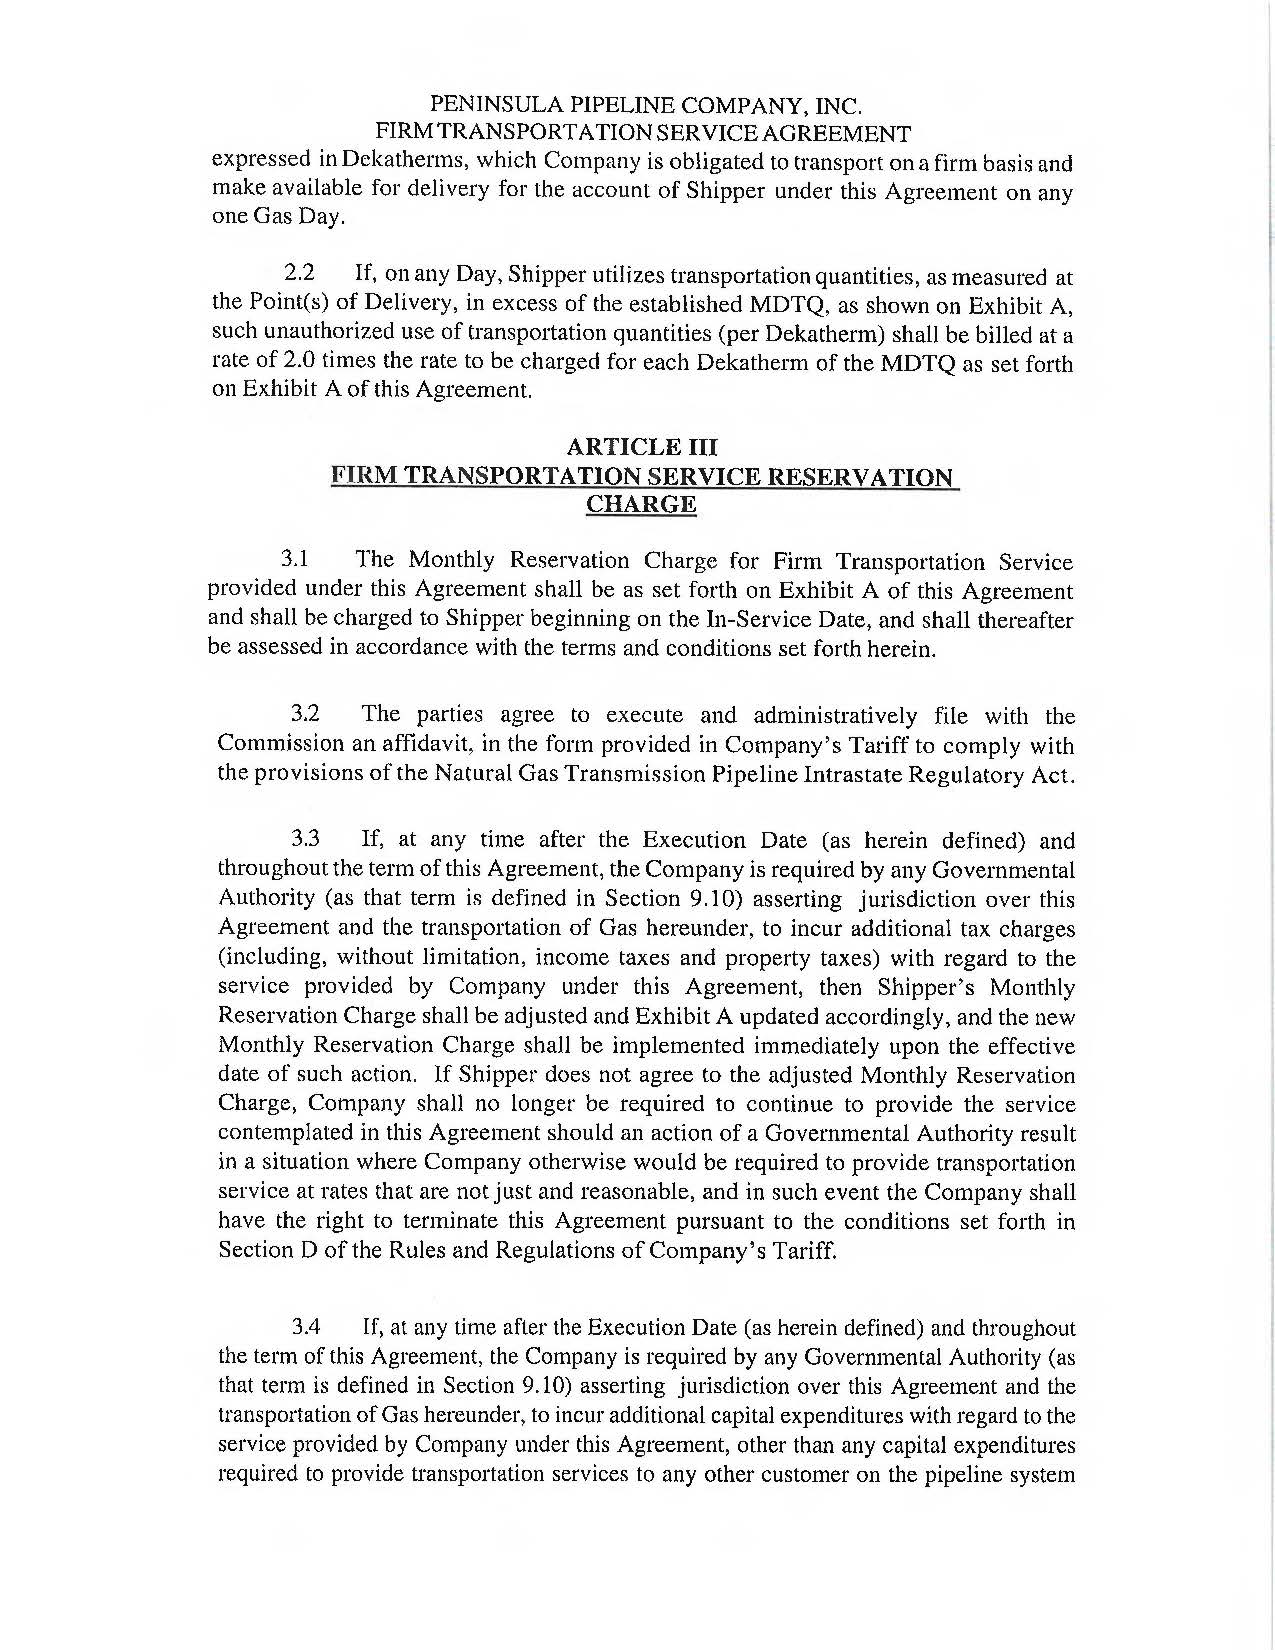 PENINSULA PIPELINE COMPANY, INC.
FIRM TRANSPORTATION SERVICE AGREEMENT
expressed in Dekatherms, which Company is obligated to transport on a firm basis and
make available for delivery for the account of Shipper under this Agreement on any
one Gas Day.
2.2 If, on any Day, Shipper utilizes transportation quantities, as measured at
the Point(s) of Delivery, in excess of the established MDTQ, as shown on Exhibit A,
such unauthorized use of transportation quantities (per Dekatherm) shall be billed at a
rate of 2.0 times the rate to be charged for each Dekatherm of the MDTQ as set forth
on Exhibit A of this Agreement.
ARTICLE III
FIRM TRANSPORTATION SERVICE RESERVATION
CHARGE
3.1 The Monthly Reservation Charge for Firm Transportation Service
provided under this Agreement shall be as set forth on Exhibit A of this Agreement
and shall be charged to Shipper beginning on the In-Service Date, and shall thereafter
be assessed in accordance with the terms and conditions set forth herein.
3.2 The parties agree to execute and administratively file with the
Commission an affidavit, in the form provided in Company's Tariff to comply with
the provisions of the Natural Gas Transmission Pipeline Intrastate Regulatory Act.
3.3 If, at any time after the Execution Date (as herein defined) and
throughout the term of this Agreement, the Company is required by any Governmental
Authority (as that term is defined in Section 9.10) asserting jurisdiction over this
Agreement and the transportation of Gas hereunder, to incur additional tax charges
(including, without limitation, income taxes and property taxes) with regard to the
service provided by Company under this Agreement, then Shipper's Monthly
Reservation Charge shall be adjusted and Exhibit A updated accordingly, and the new
Monthly Reservation Charge shall be implemented immediately upon the effective
date of such action. If Shipper does not agree to the adjusted Monthly Reservation
Charge, Company shall no longer be required to continue to provide the service
contemplated in this Agreement should an action of a Governmental Authority result
in a situation where Company otherwise would be required to provide transportation
service at rates that are not just and reasonable, and in such event the Company shall
have the right to terminate this Agreement pursuant to the conditions set forth in
Section D of the Rules and Regulations of Company's Tariff.
3.4 If, at any time after the Execution Date (as herein defined) and throughout
the term of this Agreement, the Company is required by any Governmental Authority (as
that term is defined in Section 9.10) asserting jurisdiction over this Agreement and the
transportation of Gas hereunder, to incur additional capital expenditures with regard to the
service provided by Company under this Agreement, other than any capital expenditures
required to provide transportation services to any other customer on the pipeline system